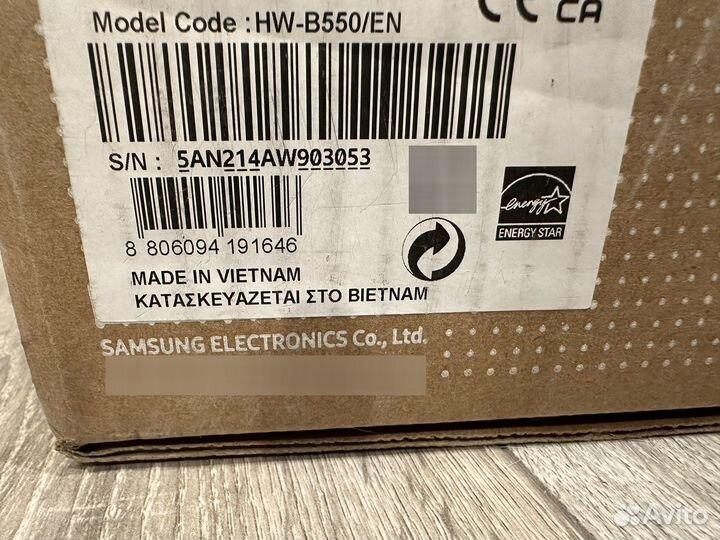 Model Code : HW-B550/EN
CE UK CA
S/N : 5AN214AW903053
8 806094 191646
energy
ENERGY STAR
MADE IN VIETNAM
ΚΑΤΑΣΚΕΥΑΖΕΤΑΙ ΣΤΟ ΒΙΕΤΝΑΜ
SAMSUNG ELECTRONICS Co., Ltd.
Avito